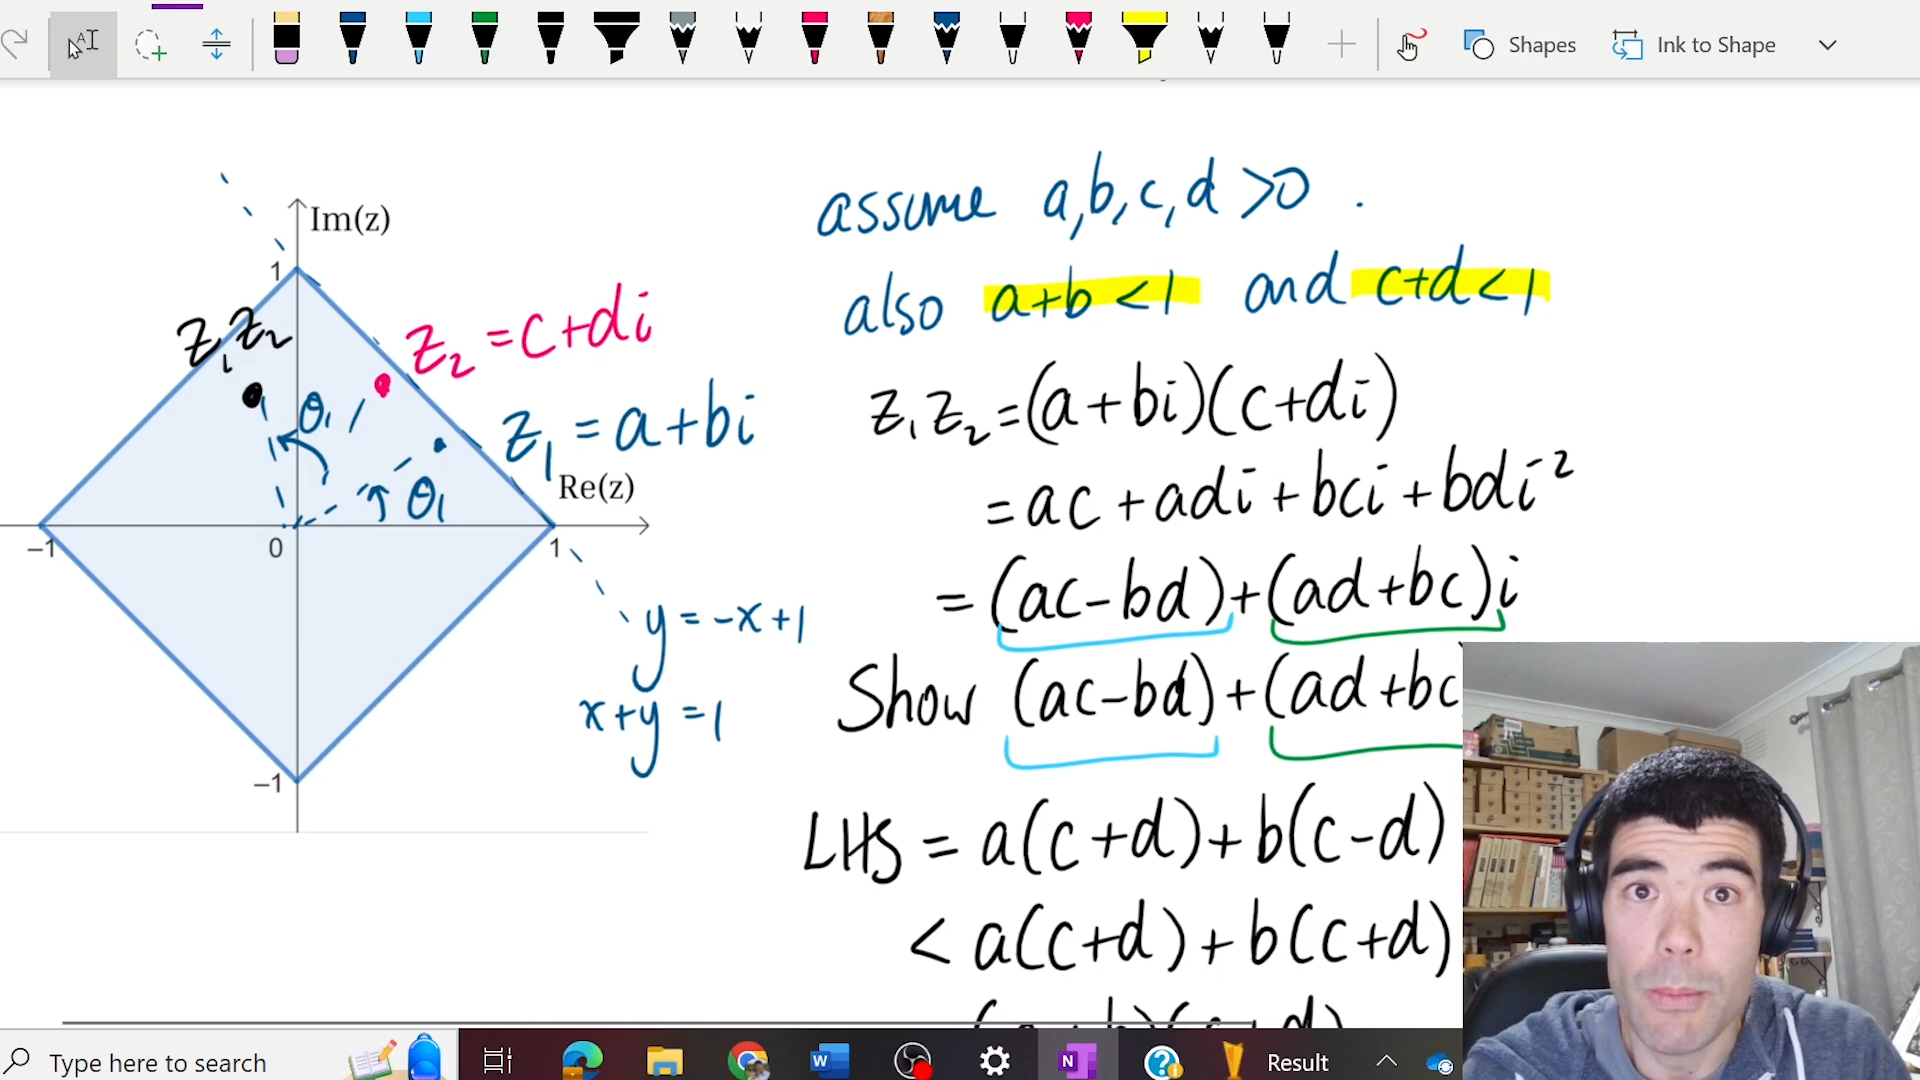 Shapes
Ink to Shape
Im(z)
1
z₁z₂
z₂ = c+di
θ₁
z₁ = a+bi
Re(z)
θ₁
–1
0
1
y = -x+1
x+y = 1
–1
assume a,b,c,d >0 .
also a+b <1 and c+d<1
z₁z₂ = (a+bi)(c+di)
= ac + adi + bci + bdi²
= (ac-bd)+(ad+bc)i
Show (ac-bd)+(ad+bc
LHS = a(c+d)+b(c-d)
< a(c+d)+b(c+d)
Type here to search
Result